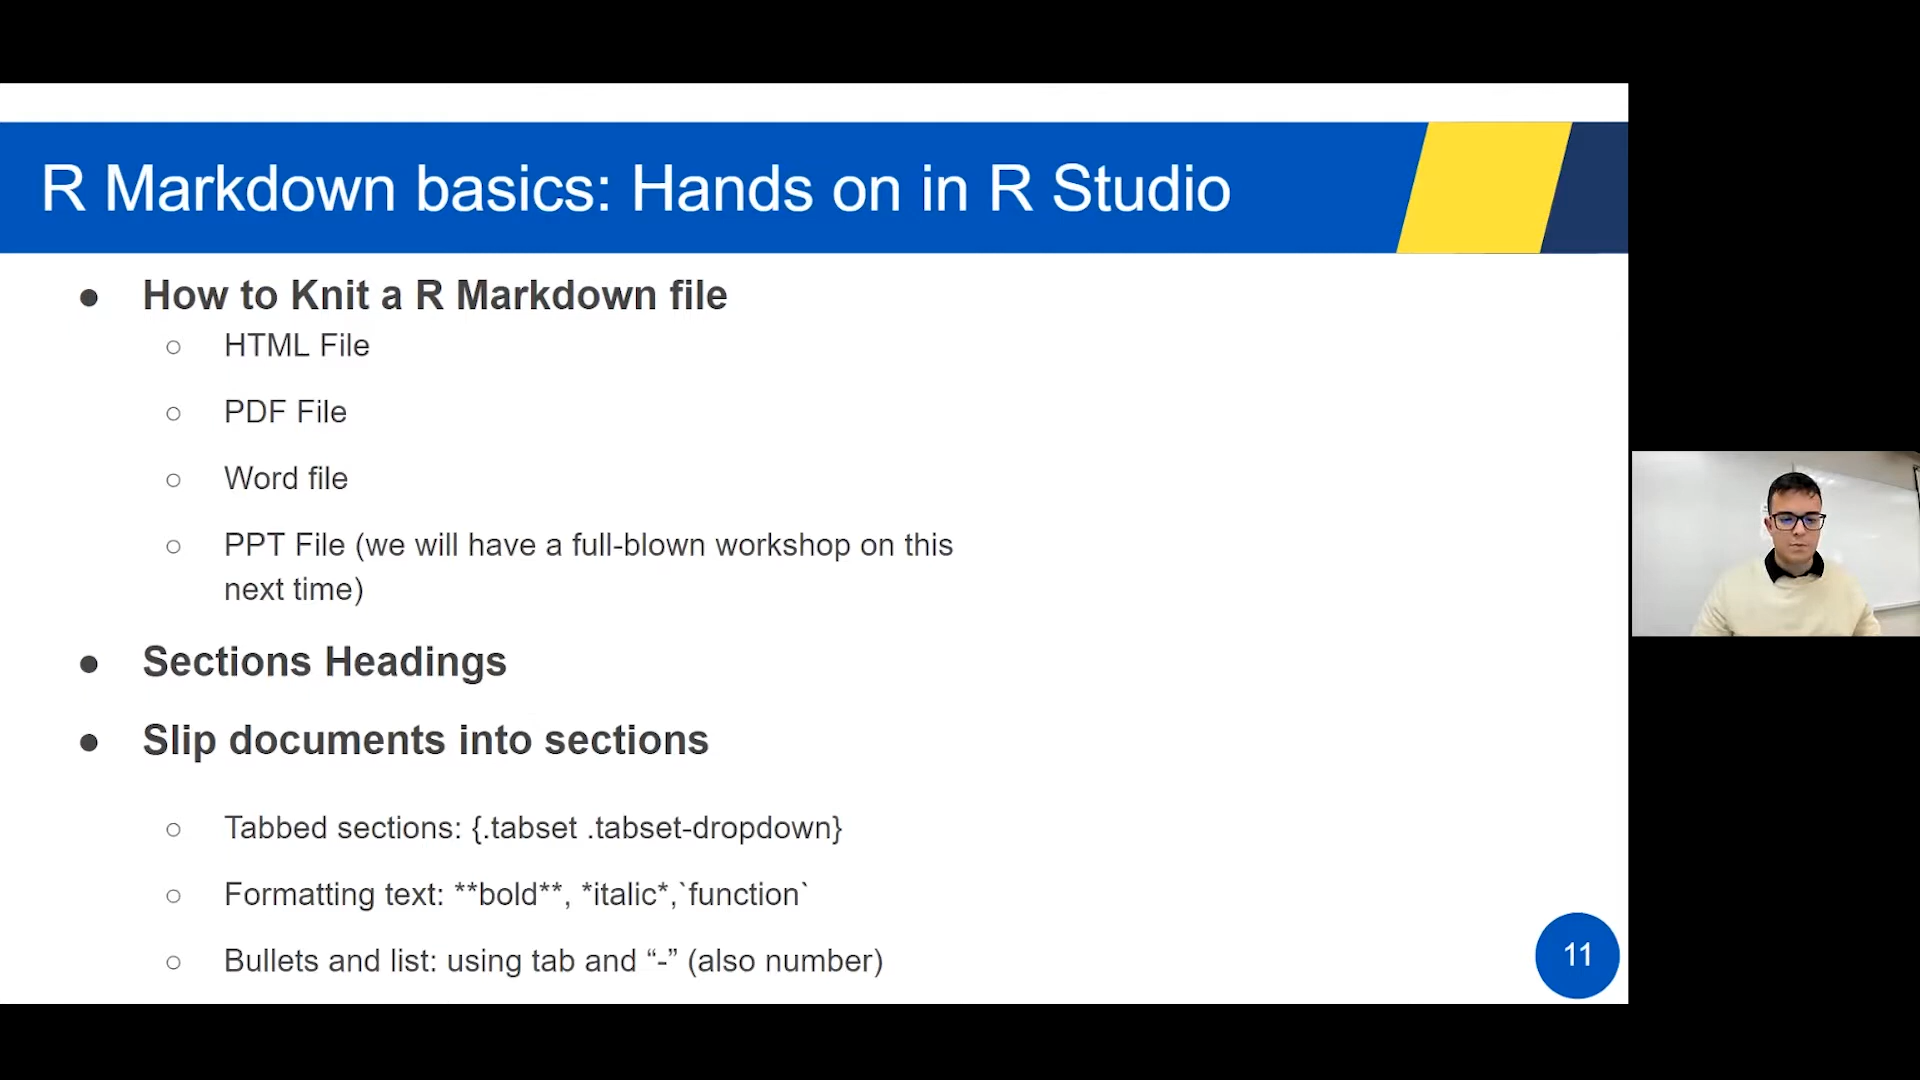 R Markdown basics: Hands on in R Studio
● How to Knit a R Markdown file
○ HTML File
○ PDF File
○ Word file
○ PPT File (we will have a full-blown workshop on this
next time)
● Sections Headings
● Slip documents into sections
○ Tabbed sections: {.tabset .tabset-dropdown}
○ Formatting text: **bold**, *italic*,`function`
○ Bullets and list: using tab and “-” (also number)
11